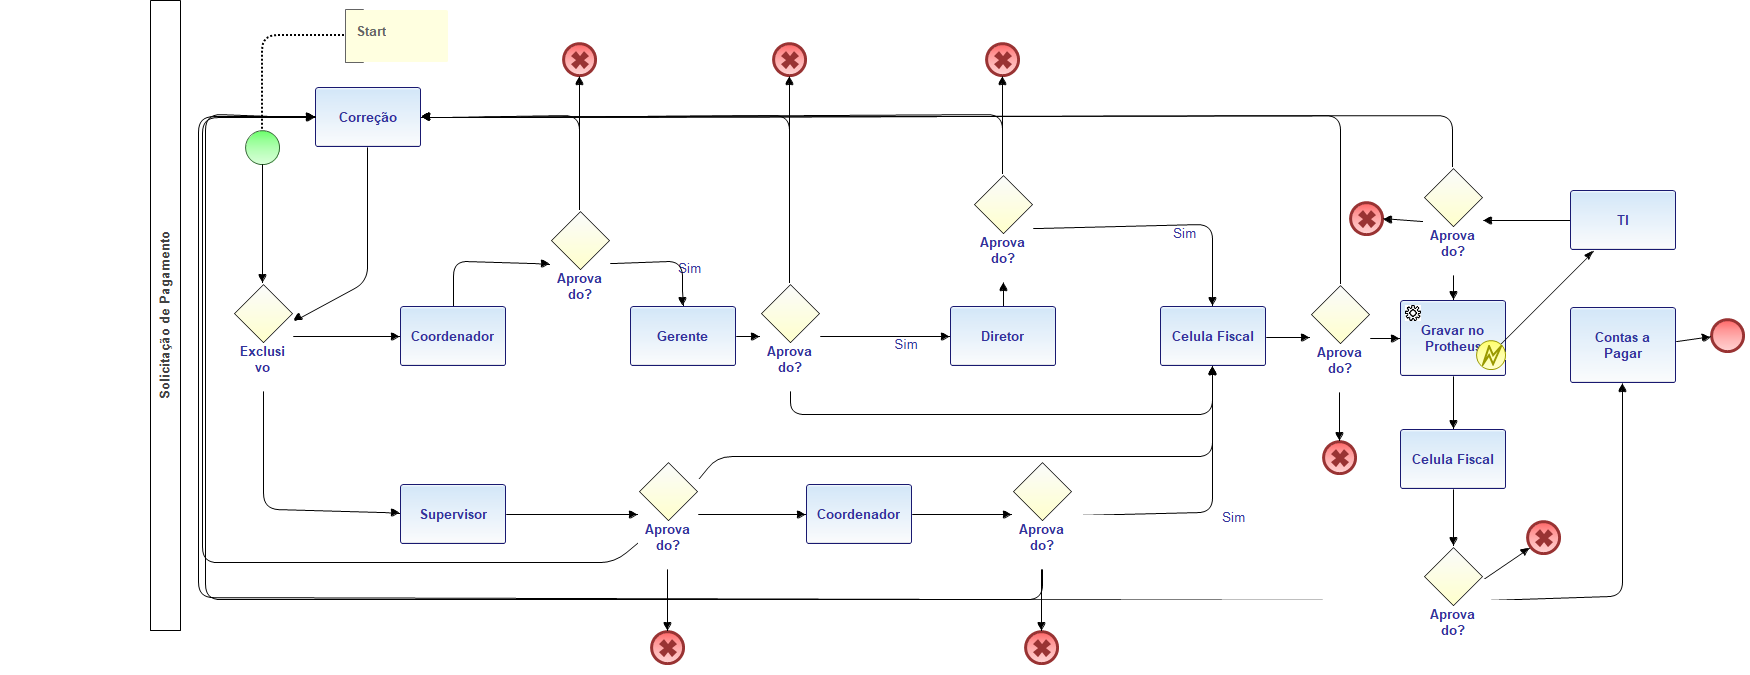 Solicitação de Pagamento
Start
Correção
Exclusi
vo
Coordenador
Aprova
do?
Sim
Gerente
Aprova
do?
Sim
Diretor
Aprova
do?
Sim
Celula Fiscal
Aprova
do?
Gravar no
Protheus
TI
Aprova
do?
Contas a
Pagar
Celula Fiscal
Aprova
do?
Supervisor
Aprova
do?
Coordenador
Aprova
do?
Sim